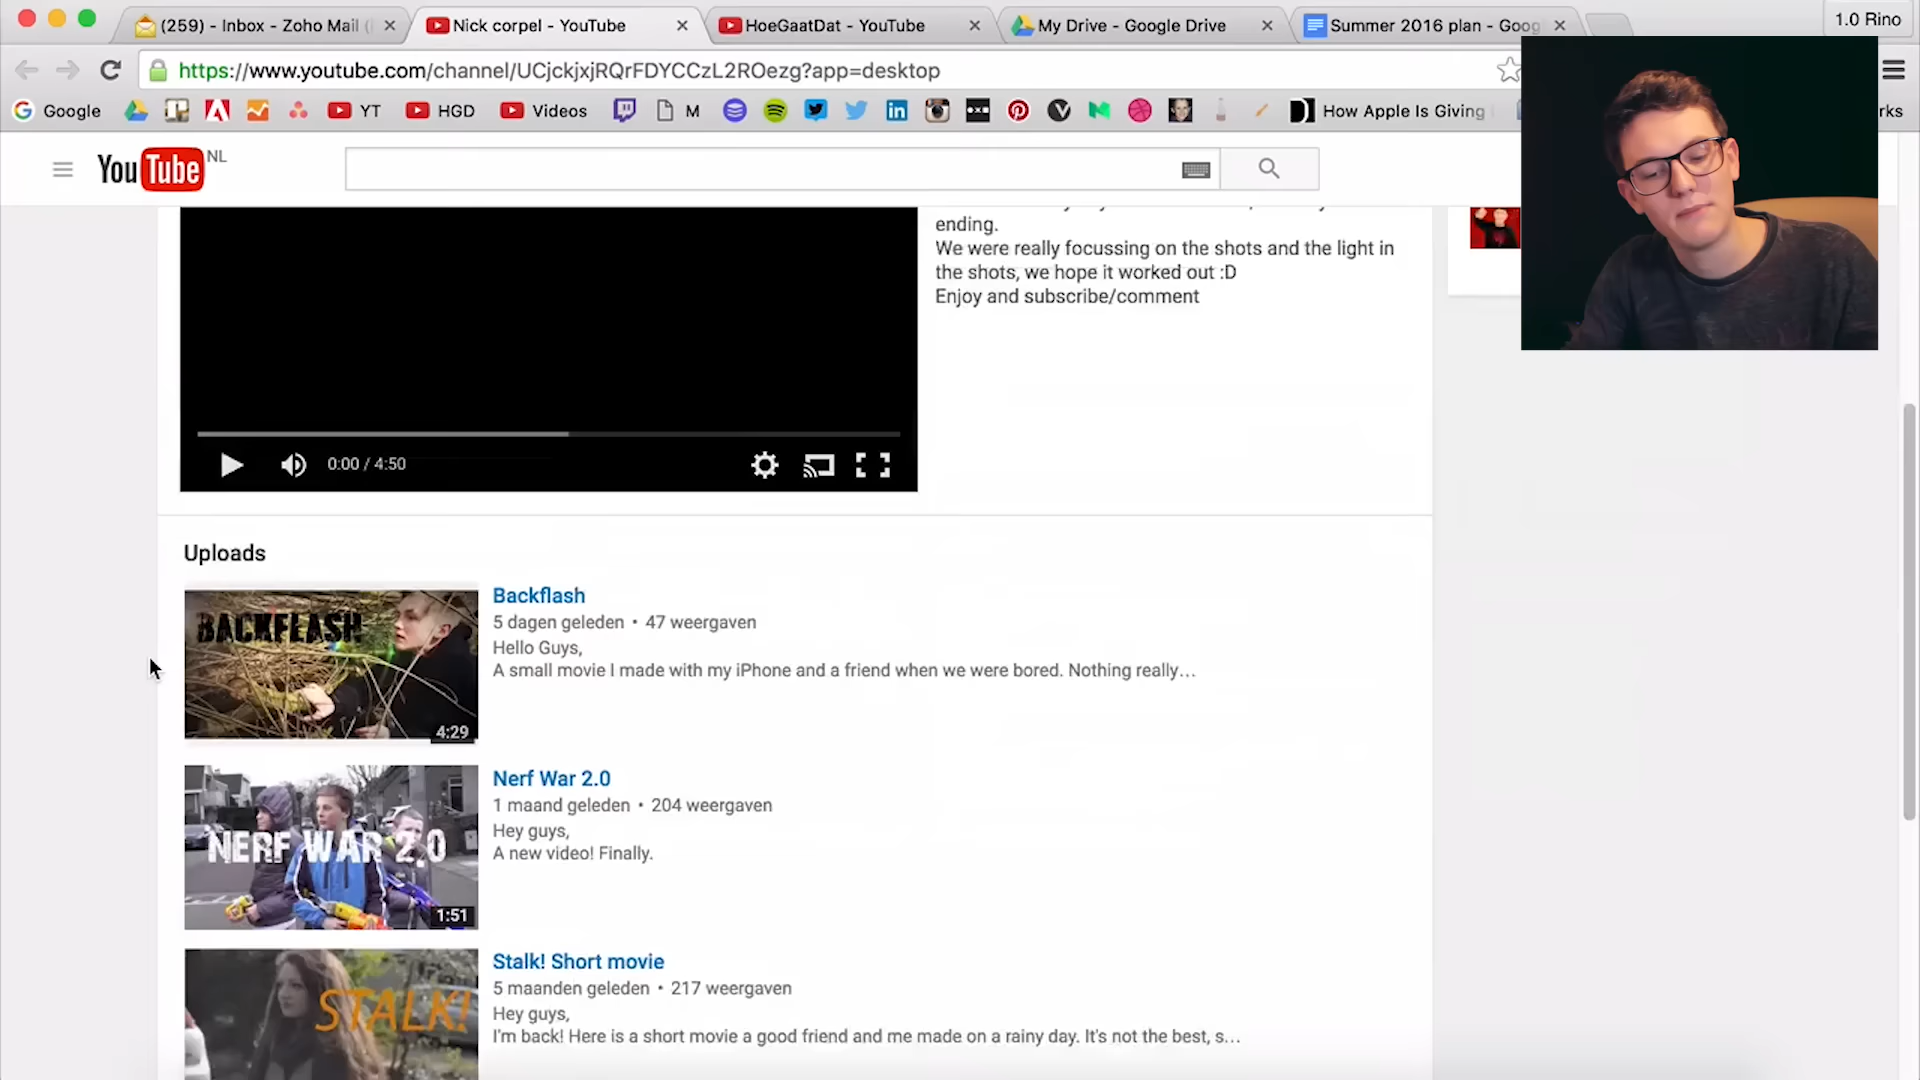 (259) - Inbox - Zoho Mail (
Nick corpel - YouTube
HoeGaatDat - YouTube
My Drive - Google Drive
Summer 2016 plan - Goog
1.0 Rino
https://www.youtube.com/channel/UCjckjxjRQrFDYCCzL2ROezg?app=desktop
Google
YT
HGD
Videos
M
How Apple Is Giving
rks
YouTube NL
ending.
We were really focussing on the shots and the light in
the shots, we hope it worked out :D
Enjoy and subscribe/comment
0:00 / 4:50
Uploads
BACKFLASH
4:29
Backflash
5 dagen geleden • 47 weergaven
Hello Guys,
A small movie I made with my iPhone and a friend when we were bored. Nothing really...
NERF WAR 2.0
1:51
Nerf War 2.0
1 maand geleden • 204 weergaven
Hey guys,
A new video! Finally.
STALK!
Stalk! Short movie
5 maanden geleden • 217 weergaven
Hey guys,
I'm back! Here is a short movie a good friend and me made on a rainy day. It's not the best, s...